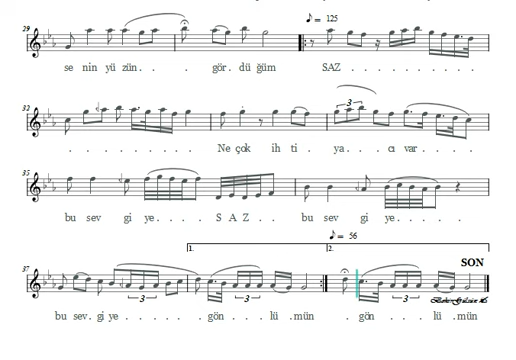 ♪ = 125
29
se nin yü zün. . . gör. dü ğüm SAZ . . . . . . . . .
32
3
. . . . . . . . Ne çok ih ti . ya . . . cı var . . . .
35
bu sev gi ye. . . . S A Z . . bu sev gi ye. . . . .
♪ = 56
1.
2.
SON
37
3 3 3
bu sev. gi ye . . . . . . . . . gön. . . lü . mün . gön. . . lü . mün